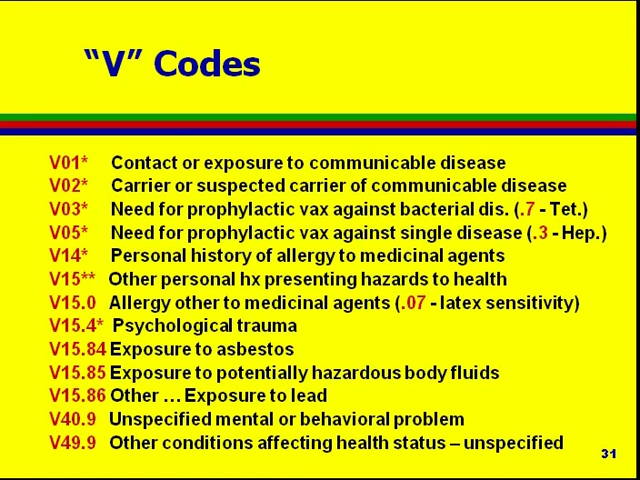 “V” Codes
V01* Contact or exposure to communicable disease
V02* Carrier or suspected carrier of communicable disease
V03* Need for prophylactic vax against bacterial dis. (.7 - Tet.)
V05* Need for prophylactic vax against single disease (.3 - Hep.)
V14* Personal history of allergy to medicinal agents
V15** Other personal hx presenting hazards to health
V15.0 Allergy other to medicinal agents (.07 - latex sensitivity)
V15.4* Psychological trauma
V15.84 Exposure to asbestos
V15.85 Exposure to potentially hazardous body fluids
V15.86 Other … Exposure to lead
V40.9 Unspecified mental or behavioral problem
V49.9 Other conditions affecting health status – unspecified
31